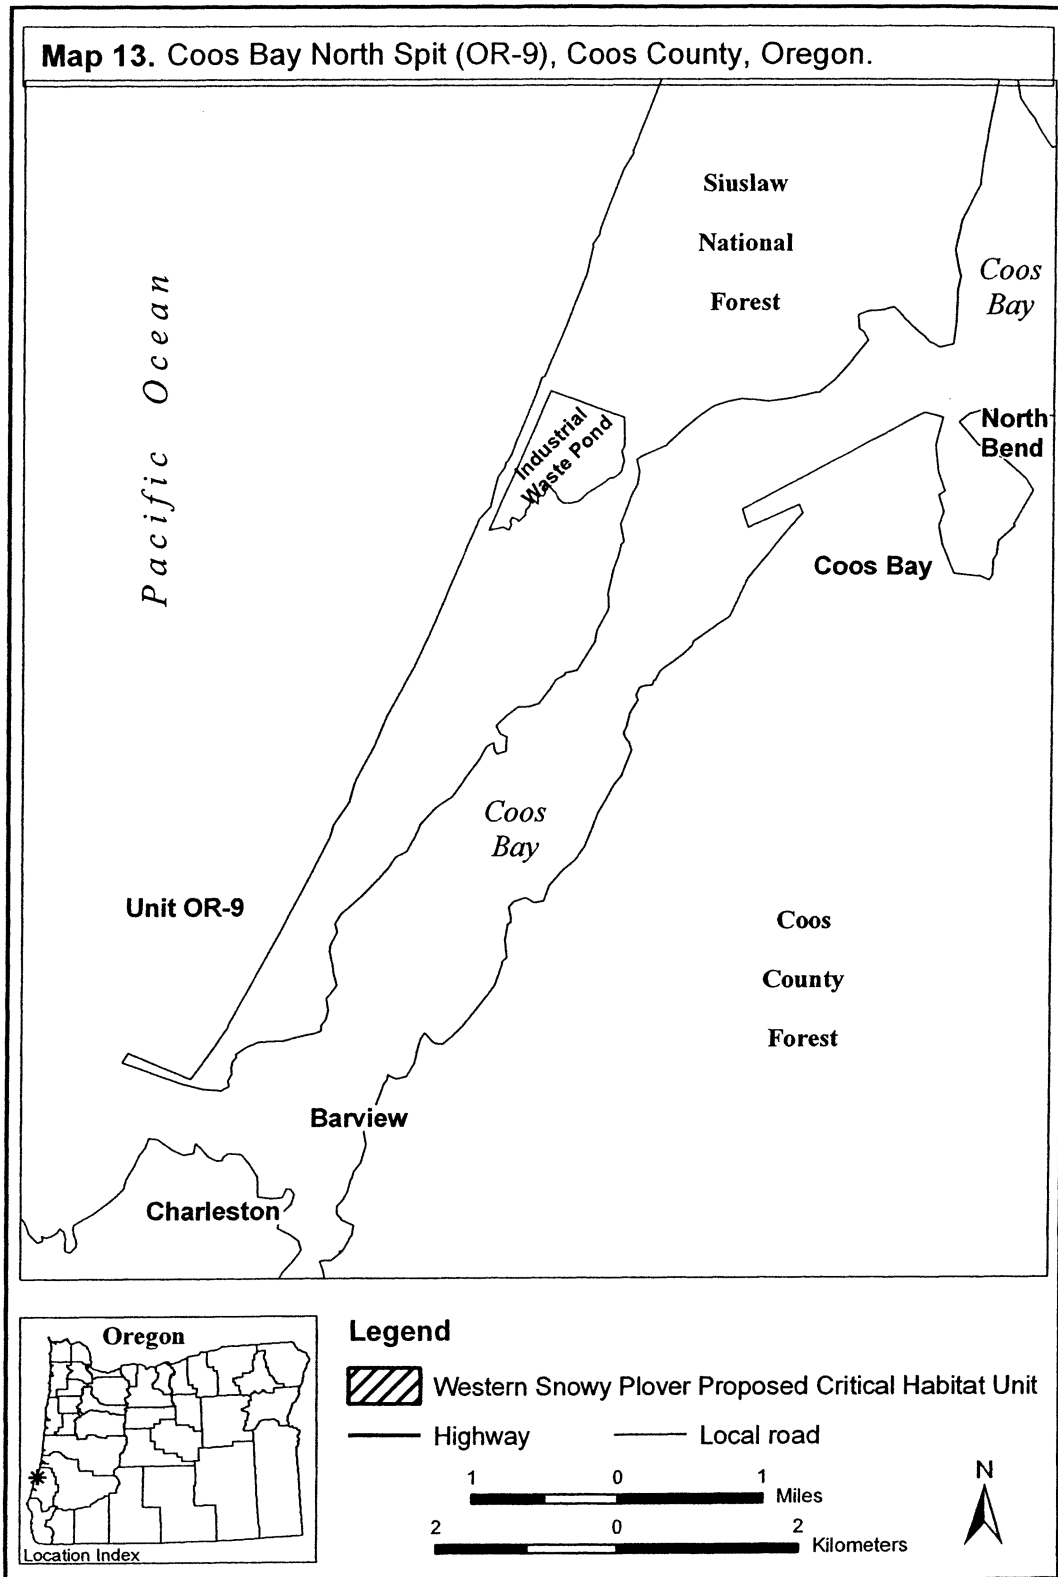 Map 13. Coos Bay North Spit (OR-9), Coos County, Oregon.
Siuslaw
National
Forest
Coos
Bay
Pacific Ocean
North
Bend
Industrial
Waste Pond
Coos Bay
Coos
Bay
Unit OR-9
Coos
County
Forest
Barview
Charleston
Oregon
Location Index
Legend
Western Snowy Plover Proposed Critical Habitat Unit
Highway
Local road
1 0 1
Miles
2 0 2
Kilometers
N